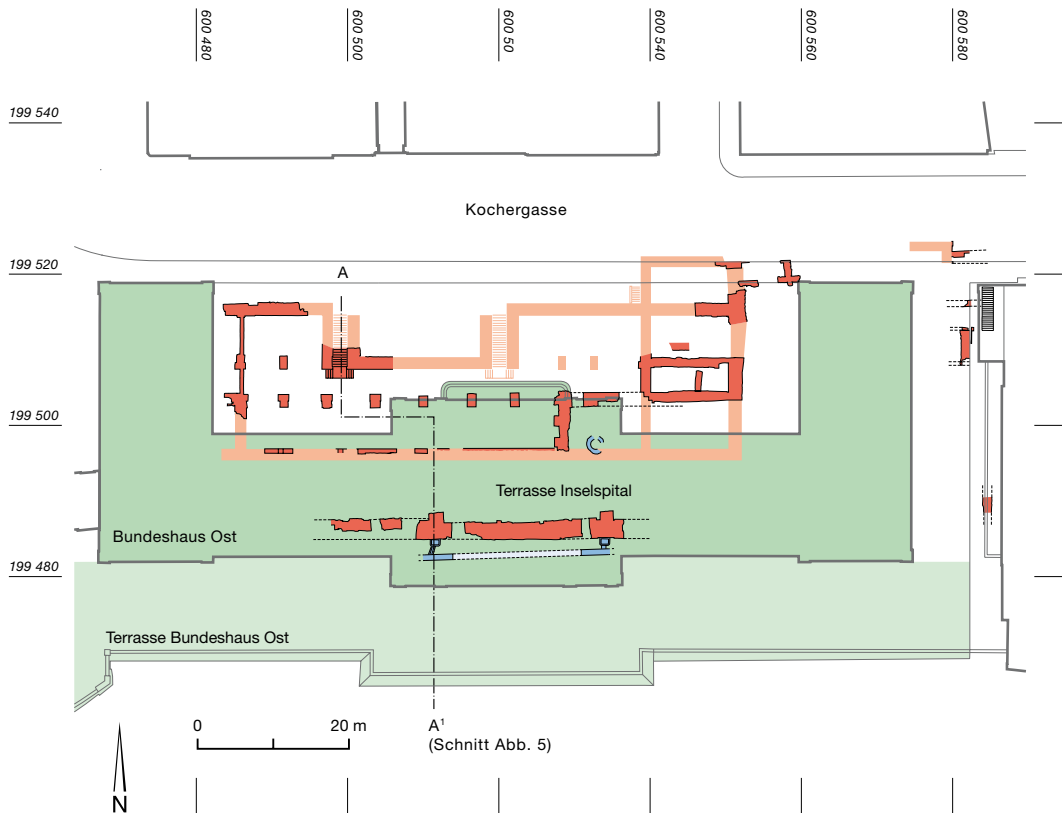 600 480
600 500
600 50
600 540
600 560
600 580
199 540
Kochergasse
199 520
A
199 500
Terrasse Inselspital
Bundeshaus Ost
199 480
Terrasse Bundeshaus Ost
0 20 m
A¹
(Schnitt Abb. 5)
N